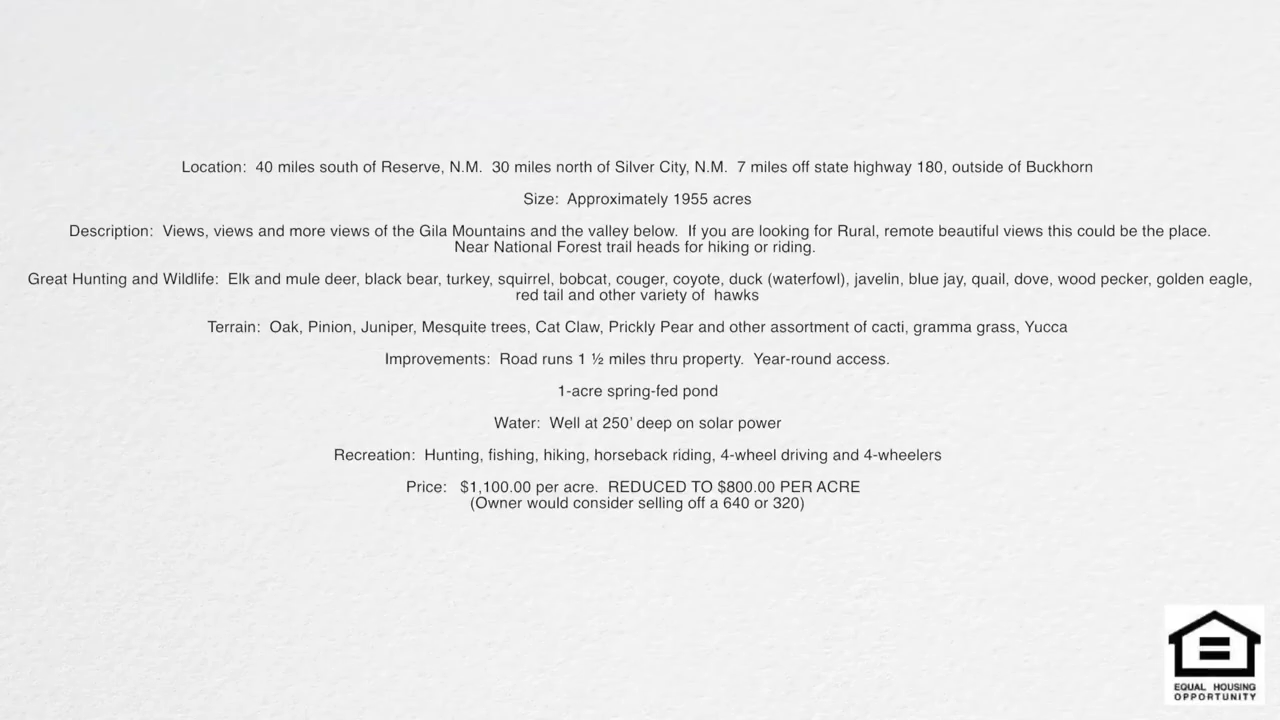 Location:  40 miles south of Reserve, N.M.  30 miles north of Silver City, N.M.  7 miles off state highway 180, outside of Buckhorn
Size:  Approximately 1955 acres
Description:  Views, views and more views of the Gila Mountains and the valley below.  If you are looking for Rural, remote beautiful views this could be the place.
Near National Forest trail heads for hiking or riding.
Great Hunting and Wildlife:  Elk and mule deer, black bear, turkey, squirrel, bobcat, couger, coyote, duck (waterfowl), javelin, blue jay, quail, dove, wood pecker, golden eagle,
red tail and other variety of  hawks
Terrain:  Oak, Pinion, Juniper, Mesquite trees, Cat Claw, Prickly Pear and other assortment of cacti, gramma grass, Yucca
Improvements:  Road runs 1 ½ miles thru property.  Year-round access.
1-acre spring-fed pond
Water:  Well at 250’ deep on solar power
Recreation:  Hunting, fishing, hiking, horseback riding, 4-wheel driving and 4-wheelers
Price:   $1,100.00 per acre.  REDUCED TO $800.00 PER ACRE
(Owner would consider selling off a 640 or 320)
EQUAL HOUSING
OPPORTUNITY